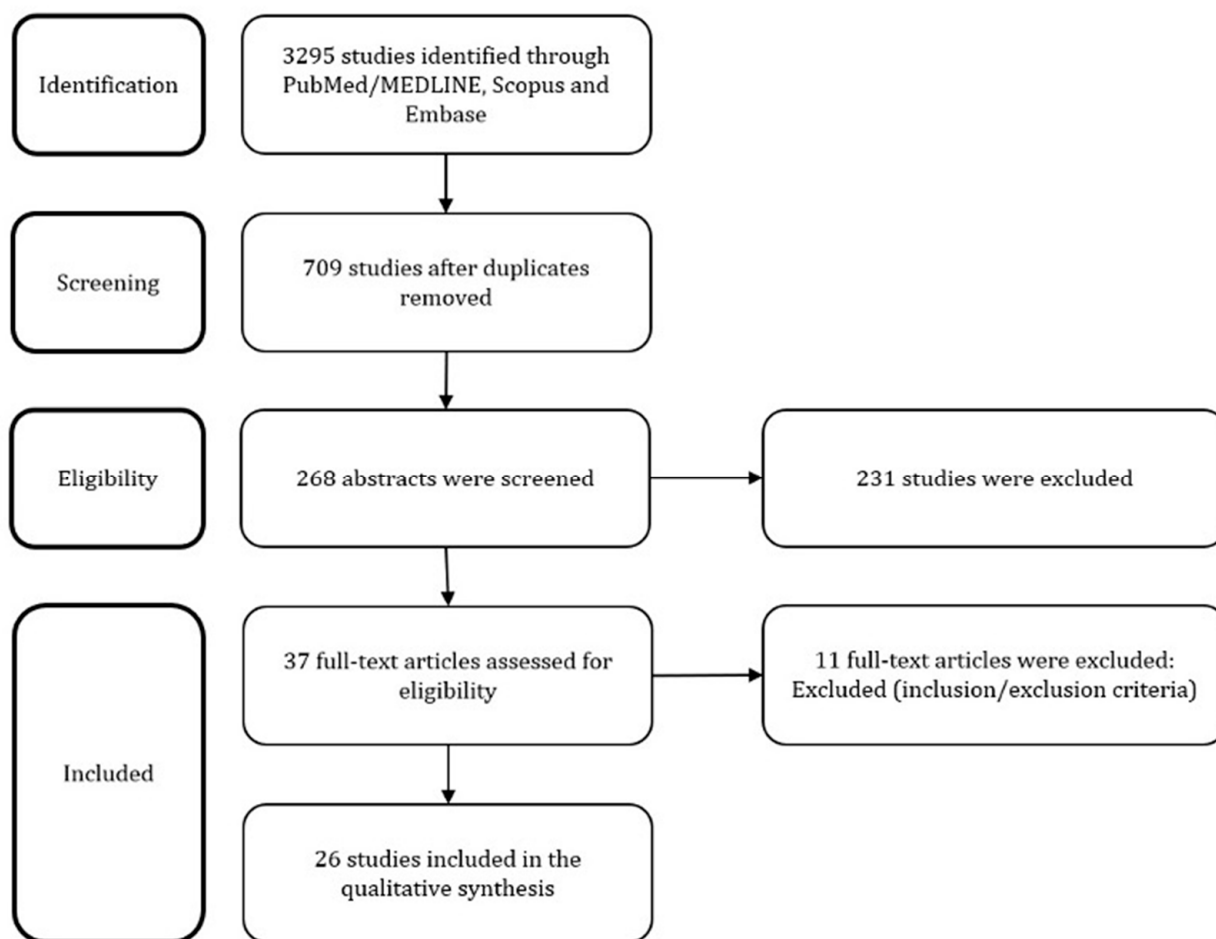 Identification
3295 studies identified through
PubMed/MEDLINE, Scopus and
Embase
Screening
709 studies after duplicates
removed
Eligibility
268 abstracts were screened
231 studies were excluded
Included
37 full-text articles assessed for
eligibility
11 full-text articles were excluded:
Excluded (inclusion/exclusion criteria)
26 studies included in the
qualitative synthesis